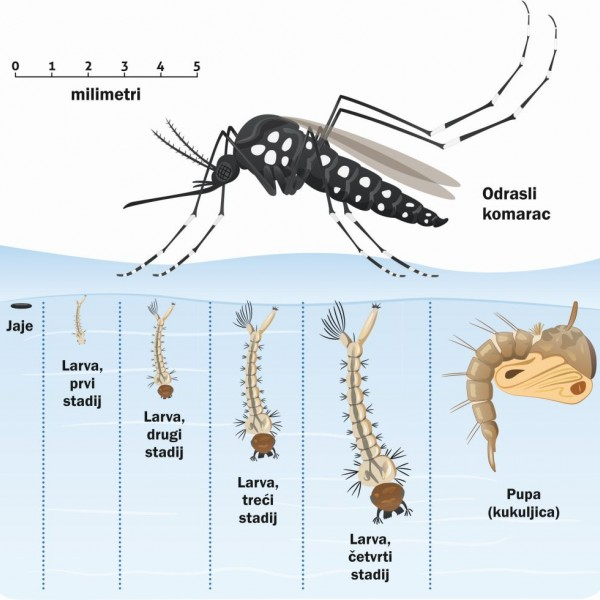 0 1 2 3 4 5
milimetri
Odrasli
komarac
Jaje
Larva,
prvi
stadij
Larva,
drugi
stadij
Larva,
treći
stadij
Larva,
četvrti
stadij
Pupa
(kukuljica)